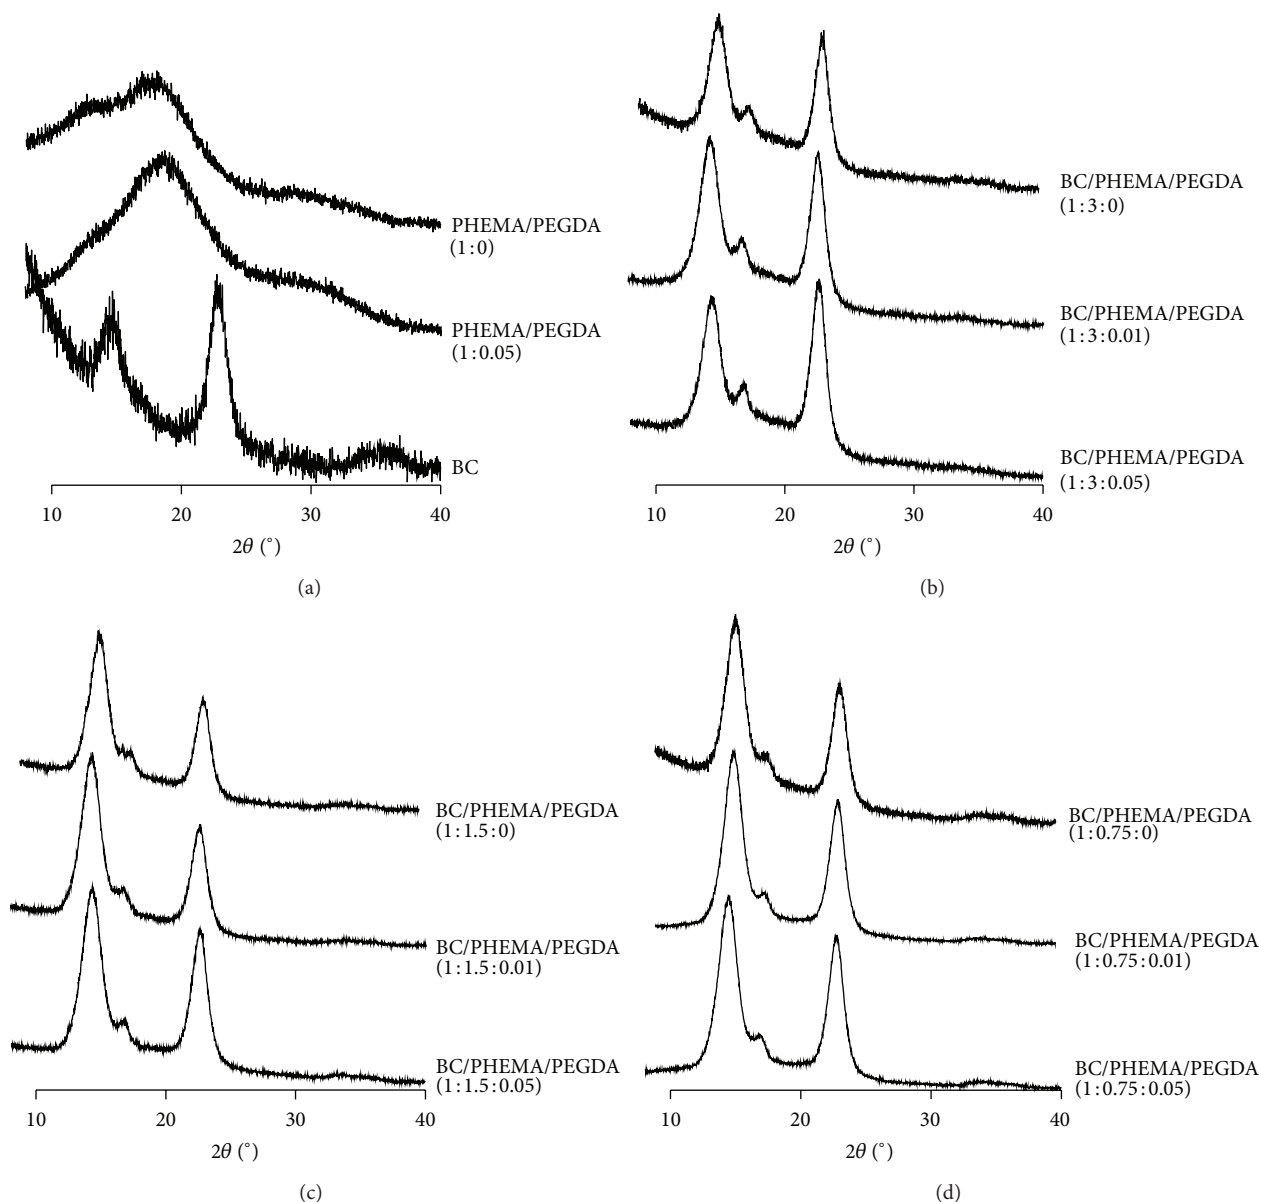 PHEMA/PEGDA
(1:0)
PHEMA/PEGDA
(1:0.05)
BC
10 20 30 40
2θ (°)
(a)
BC/PHEMA/PEGDA
(1:3:0)
BC/PHEMA/PEGDA
(1:3:0.01)
BC/PHEMA/PEGDA
(1:3:0.05)
10 20 30 40
2θ (°)
(b)
BC/PHEMA/PEGDA
(1:1.5:0)
BC/PHEMA/PEGDA
(1:1.5:0.01)
BC/PHEMA/PEGDA
(1:1.5:0.05)
10 20 30 40
2θ (°)
(c)
BC/PHEMA/PEGDA
(1:0.75:0)
BC/PHEMA/PEGDA
(1:0.75:0.01)
BC/PHEMA/PEGDA
(1:0.75:0.05)
10 20 30 40
2θ (°)
(d)